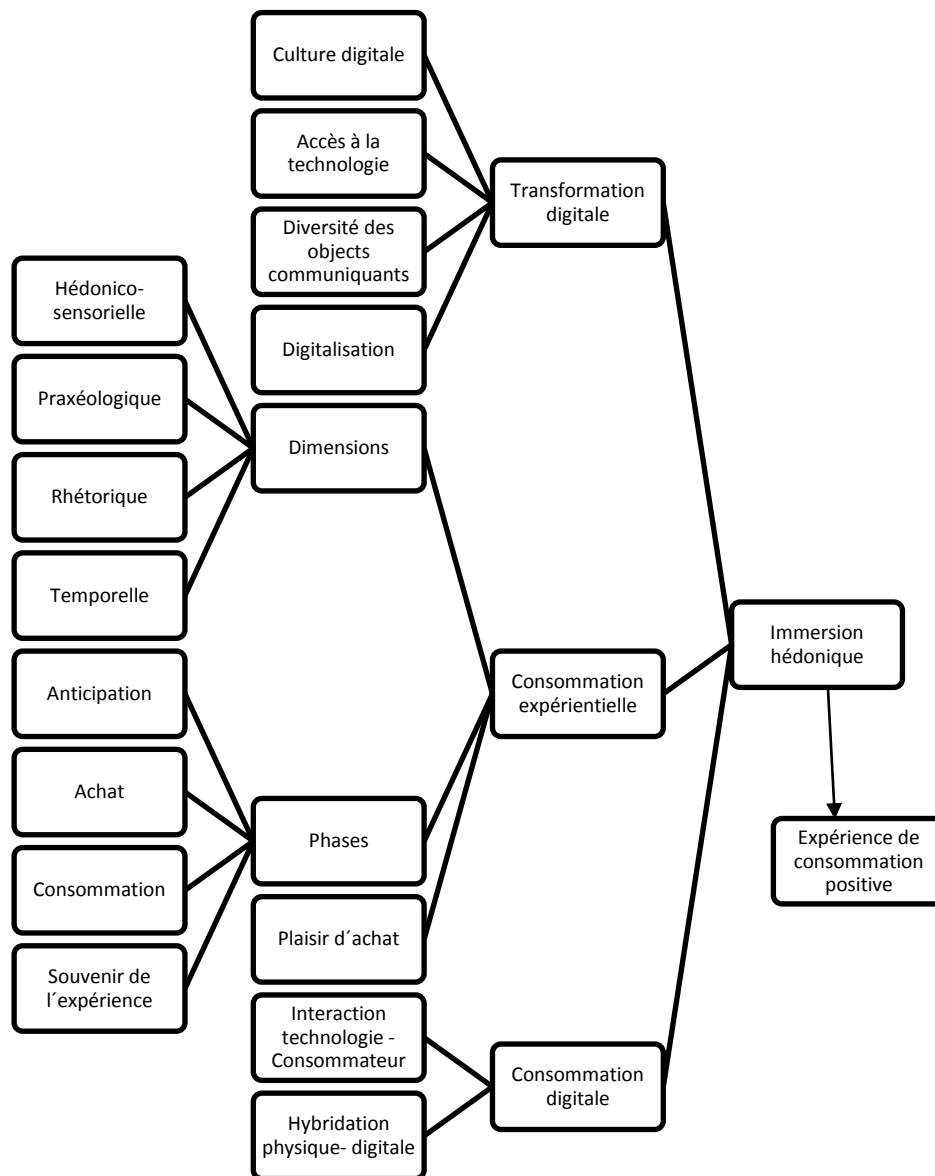 Culture digitale
Accès à la
technologie
Diversité des
objects
communiquants
Digitalisation
Transformation
digitale
Hédonico-
sensorielle
Praxéologique
Rhétorique
Temporelle
Dimensions
Anticipation
Achat
Consommation
Souvenir de
l´expérience
Phases
Plaisir d´achat
Consommation
expérientielle
Interaction
technologie -
Consommateur
Hybridation
physique- digitale
Consommation
digitale
Immersion
hédonique
Expérience de
consommation
positive